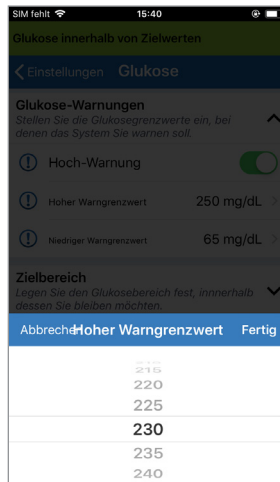 SIM fehlt 15:40
Glukose innerhalb von Zielwerten
Einstellungen Glukose
Glukose-Warnungen
Stellen Sie die Glukosegrenzwerte ein, bei
denen das System Sie warnen soll.
Hoch-Warnung
Hoher Warngrenzwert 250 mg/dL
Niedriger Warngrenzwert 65 mg/dL
Zielbereich
Legen Sie den Glukosebereich fest, innnerhalb
dessen Sie bleiben möchten.
Abbrechen Hoher Warngrenzwert Fertig
215
220
225
230
235
240